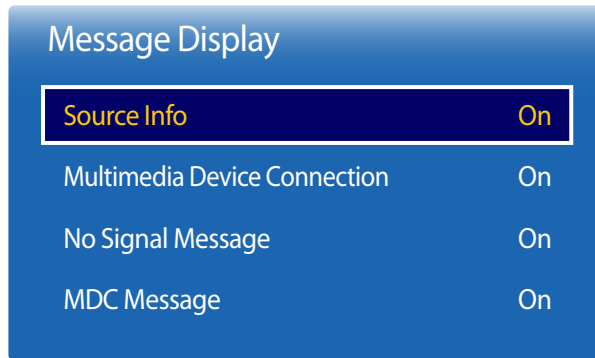 Message Display
Source Info On
Multimedia Device Connection On
No Signal Message On
MDC Message On